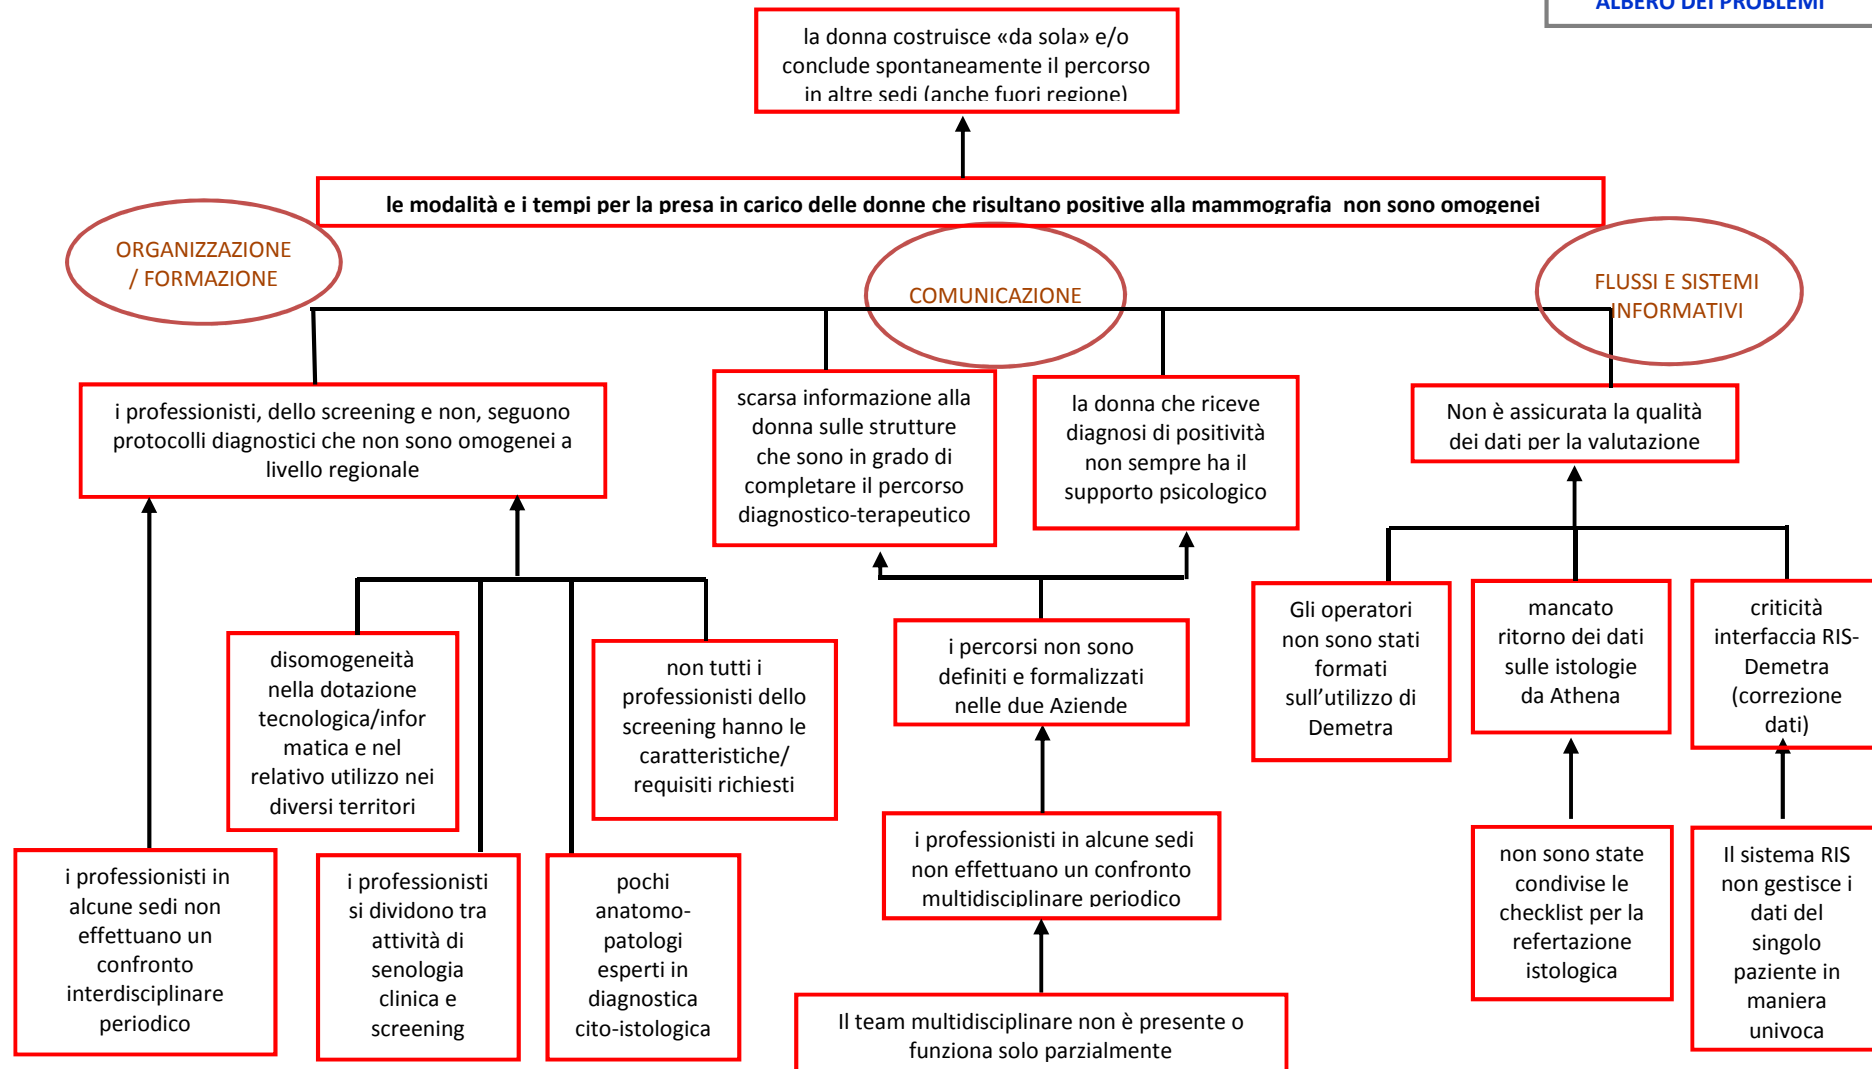 ALBERO DEI PROBLEMI
la donna costruisce «da sola» e/o
conclude spontaneamente il percorso
in altre sedi (anche fuori regione)
le modalità e i tempi per la presa in carico delle donne che risultano positive alla mammografia non sono omogenei
ORGANIZZAZIONE
/ FORMAZIONE
COMUNICAZIONE
FLUSSI E SISTEMI
INFORMATIVI
i professionisti, dello screening e non, seguono
protocolli diagnostici che non sono omogenei a
livello regionale
scarsa informazione alla
donna sulle strutture
che sono in grado di
completare il percorso
diagnostico-terapeutico
la donna che riceve
diagnosi di positività
non sempre ha il
supporto psicologico
Non è assicurata la qualità
dei dati per la valutazione
disomogeneità
nella dotazione
tecnologica/infor
matica e nel
relativo utilizzo nei
diversi territori
non tutti i
professionisti dello
screening hanno le
caratteristiche/
requisiti richiesti
i percorsi non sono
definiti e formalizzati
nelle due Aziende
Gli operatori
non sono stati
formati
sull’utilizzo di
Demetra
mancato
ritorno dei dati
sulle istologie
da Athena
criticità
interfaccia RIS-
Demetra
(correzione
dati)
i professionisti in
alcune sedi non
effettuano un
confronto
interdisciplinare
periodico
i professionisti
si dividono tra
attività di
senologia
clinica e
screening
pochi
anatomo-
patologi
esperti in
diagnostica
cito-istologica
i professionisti in alcune sedi
non effettuano un confronto
multidisciplinare periodico
non sono state
condivise le
checklist per la
refertazione
istologica
Il sistema RIS
non gestisce i
dati del
singolo
paziente in
maniera
univoca
Il team multidisciplinare non è presente o
funziona solo parzialmente